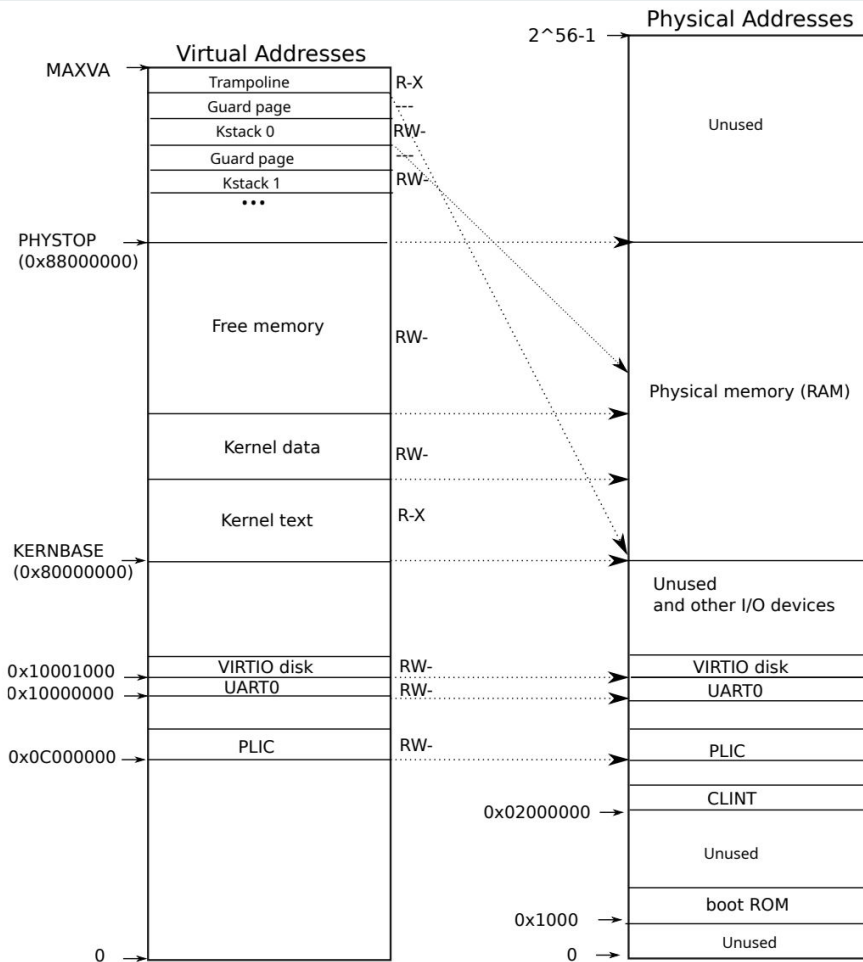 Physical Addresses
2^56-1
Virtual Addresses
MAXVA
Trampoline
R-X
Guard page
---
Unused
Kstack 0
RW-
Guard page
---
Kstack 1
RW-
•••
PHYSTOP
(0x88000000)
Free memory
RW-
Physical memory (RAM)
Kernel data
RW-
Kernel text
R-X
KERNBASE
(0x80000000)
Unused
and other I/O devices
0x10001000
VIRTIO disk
RW-
VIRTIO disk
0x10000000
UART0
RW-
UART0
0x0C000000
PLIC
RW-
PLIC
CLINT
0x02000000
Unused
boot ROM
0x1000
Unused
0
0